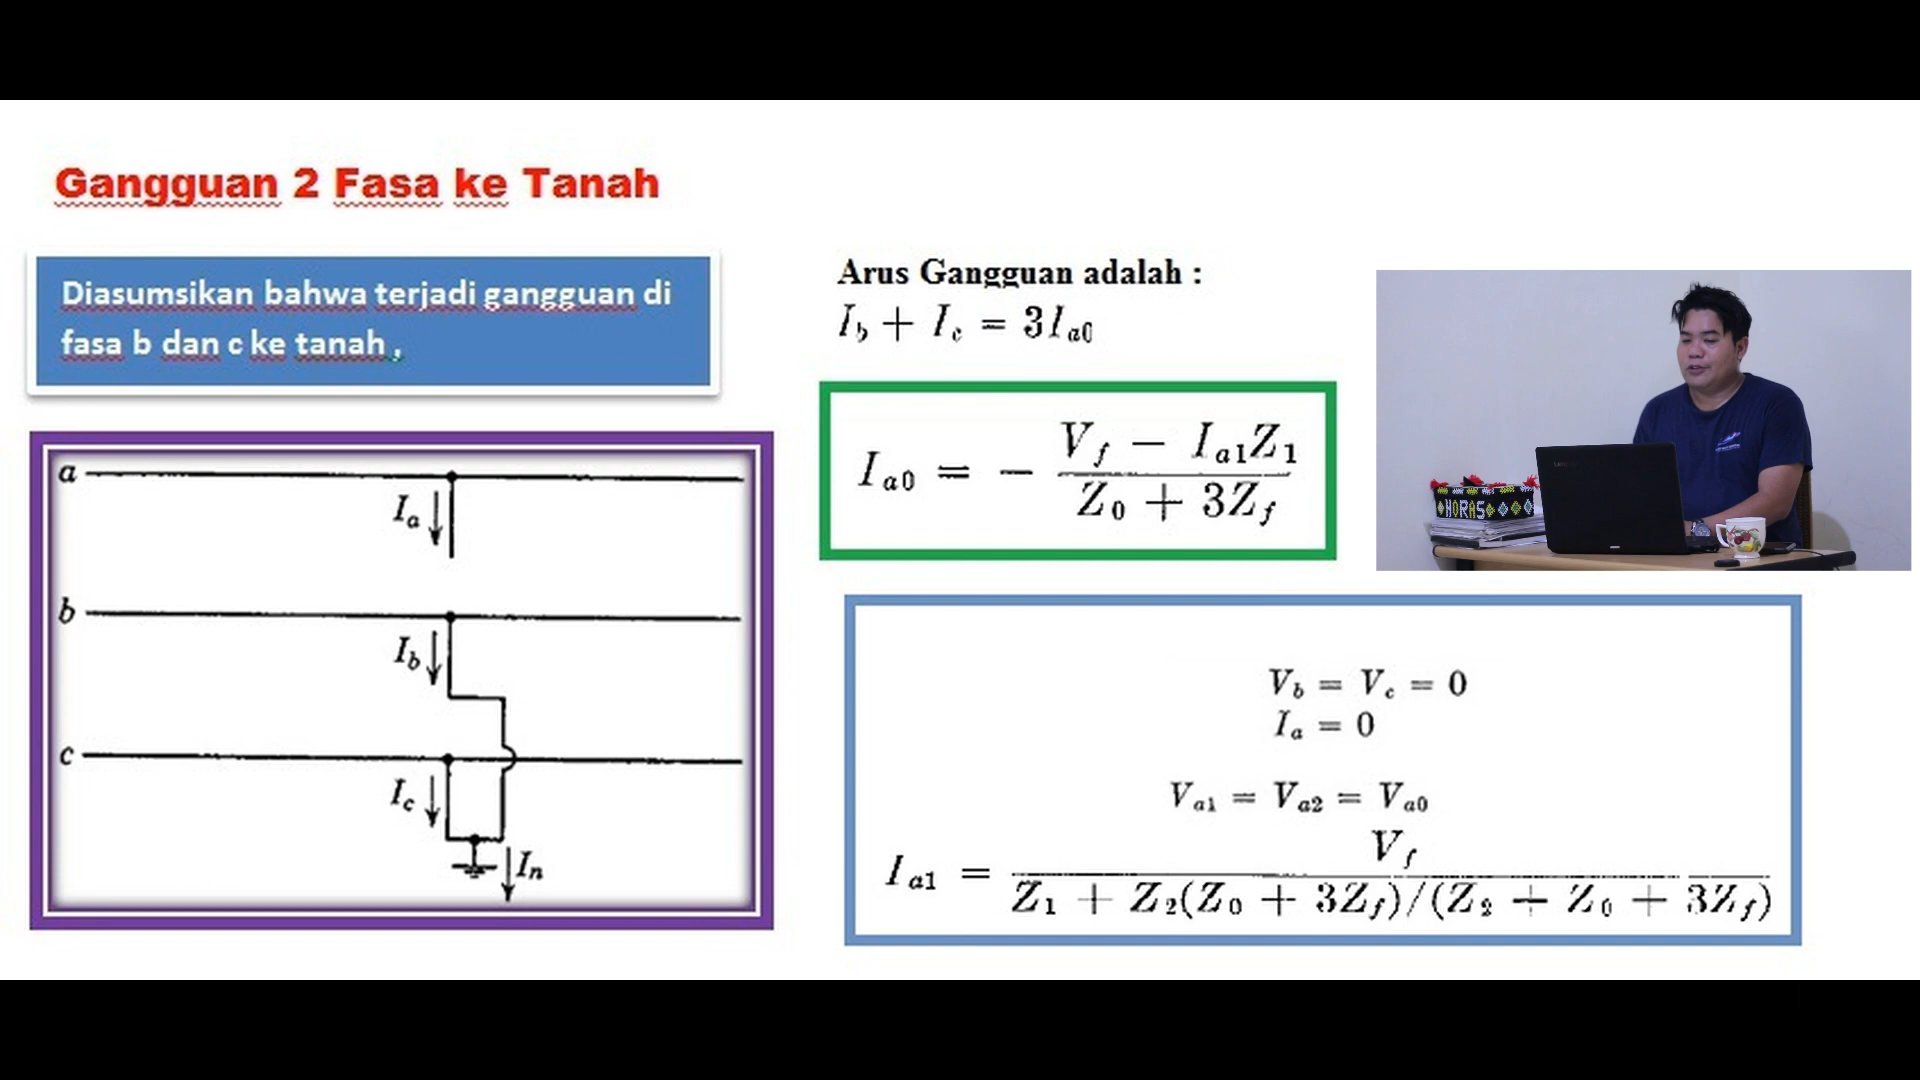 Gangguan 2 Fasa ke Tanah
Diasumsikan bahwa terjadi gangguan di
fasa b dan c ke tanah ,
a
I_a
b
I_b
c
I_c
I_n
Arus Gangguan adalah :
I_b + I_c = 3I_a0
I_a0 = - (V_f - I_a1 Z_1) / (Z_0 + 3Z_f)
V_b = V_c = 0
I_a = 0
V_a1 = V_a2 = V_a0
I_a1 = V_f / (Z_1 + Z_2(Z_0 + 3Z_f)/(Z_2 + Z_0 + 3Z_f))
HORAS